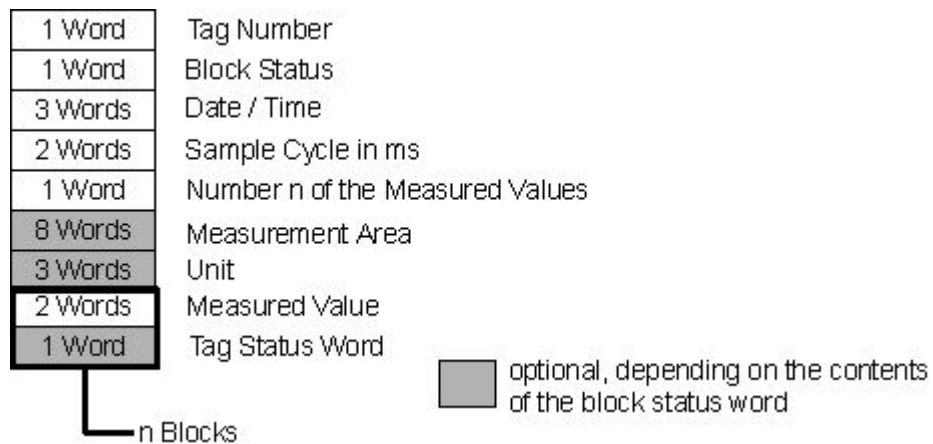 1 Word Tag Number
1 Word Block Status
3 Words Date / Time
2 Words Sample Cycle in ms
1 Word Number n of the Measured Values
8 Words Measurement Area
3 Words Unit
2 Words Measured Value
1 Word Tag Status Word
optional, depending on the contents
of the block status word
n Blocks